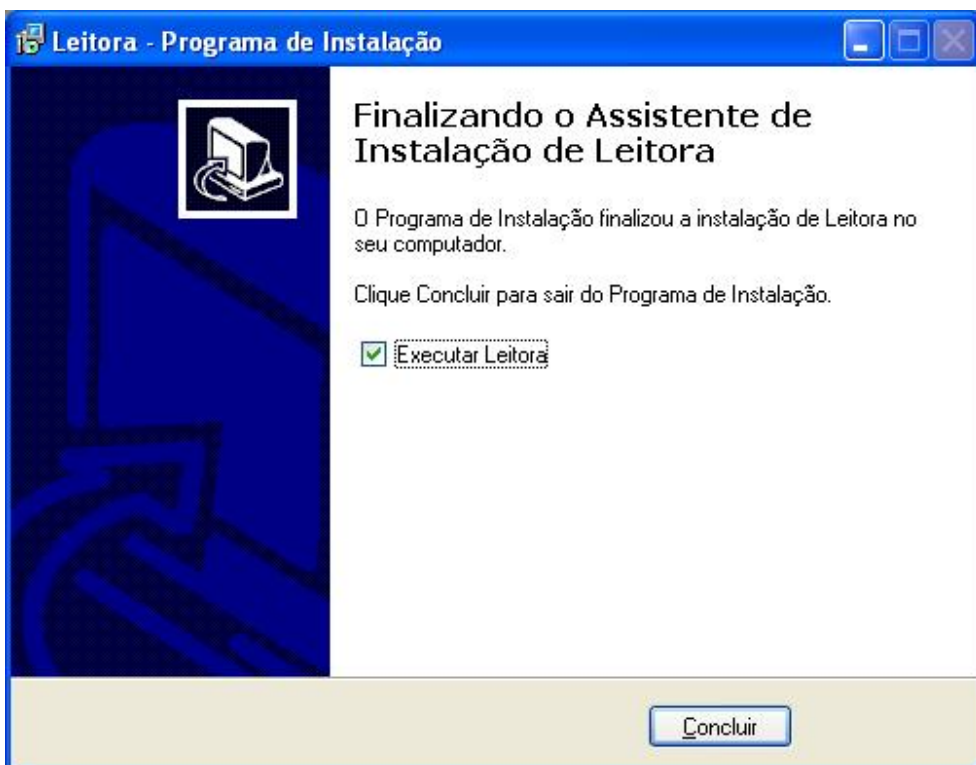 Leitora - Programa de Instalação
Finalizando o Assistente de
Instalação de Leitora
O Programa de Instalação finalizou a instalação de Leitora no
seu computador.
Clique Concluir para sair do Programa de Instalação.
Executar Leitora
Concluir